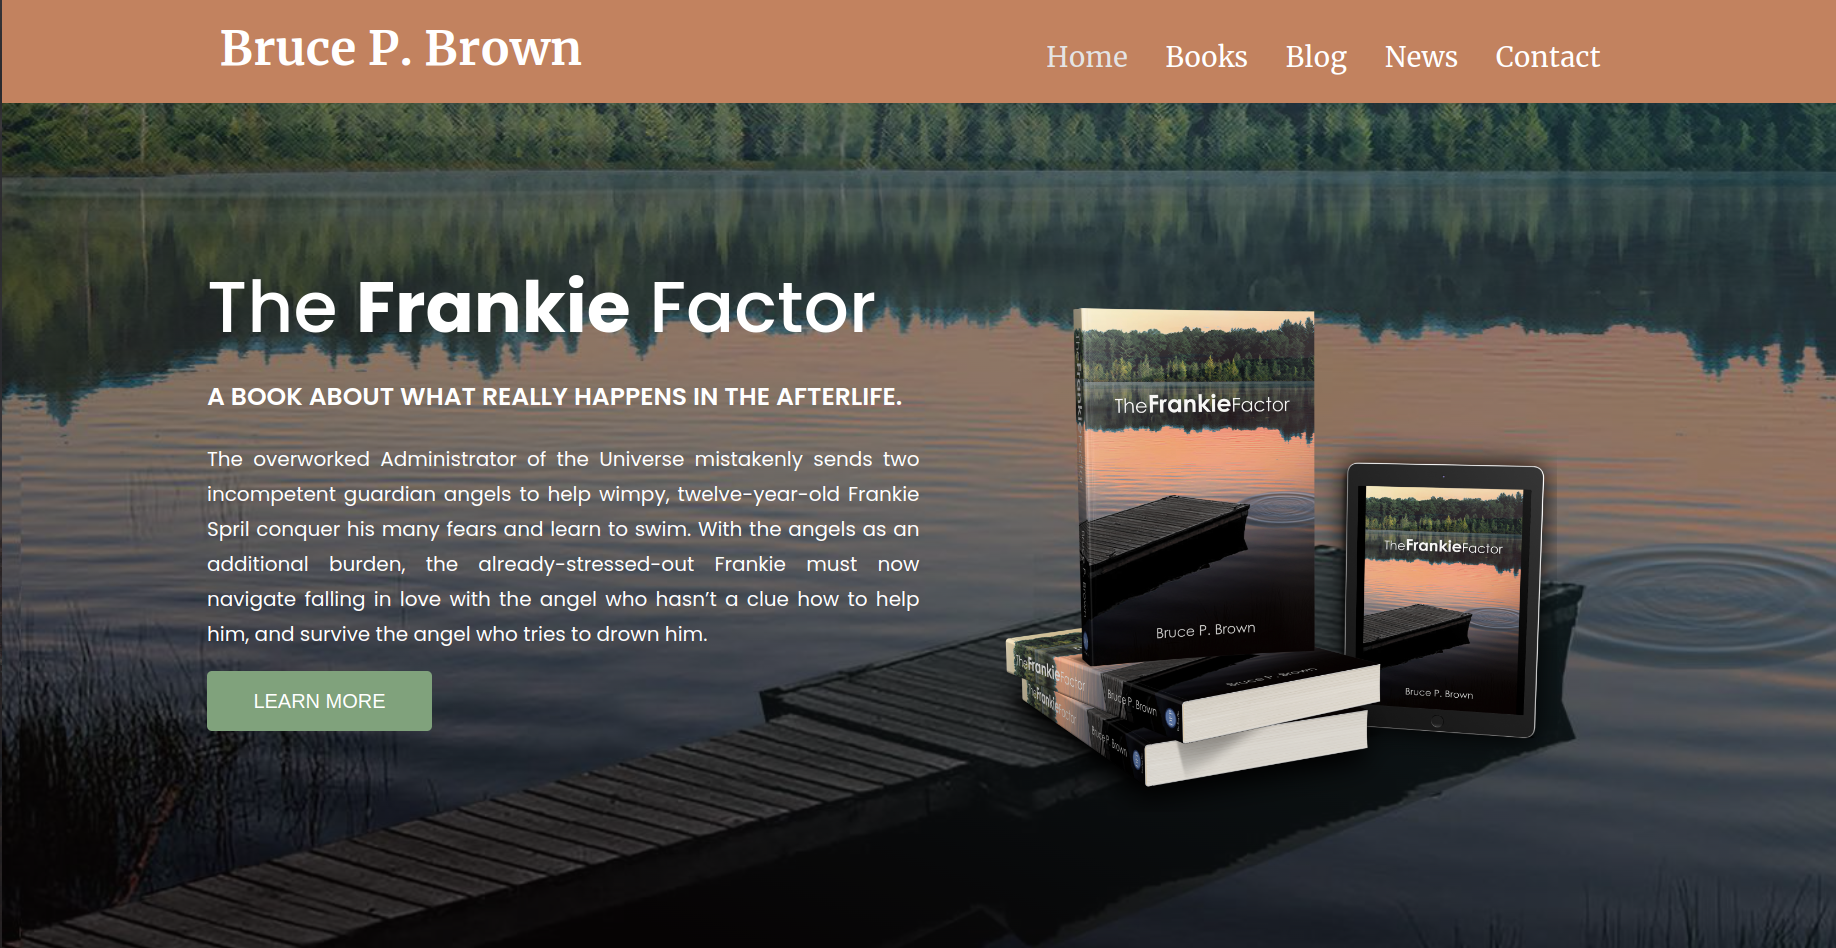 Bruce P. Brown
Home Books Blog News Contact
The Frankie Factor
A BOOK ABOUT WHAT REALLY HAPPENS IN THE AFTERLIFE.
The overworked Administrator of the Universe mistakenly sends two
incompetent guardian angels to help wimpy, twelve-year-old Frankie
Spril conquer his many fears and learn to swim. With the angels as an
additional burden, the already-stressed-out Frankie must now
navigate falling in love with the angel who hasn’t a clue how to help
him, and survive the angel who tries to drown him.
LEARN MORE
TheFrankieFactor
Bruce P. Brown
TheFrankieFactor
Bruce P. Brown
TheFrankieFactor
Bruce P. Brown
Bruce P. Brown
TheFrankieFactor
Bruce P. Brown